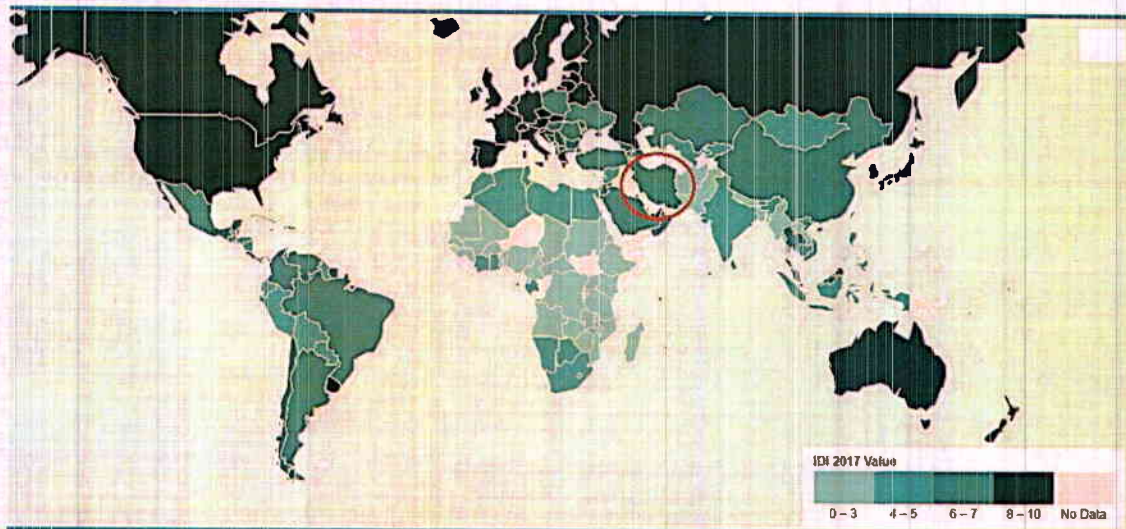 IDI 2017 Value
0 – 3 4 – 5 6 – 7 8 – 10 No Data